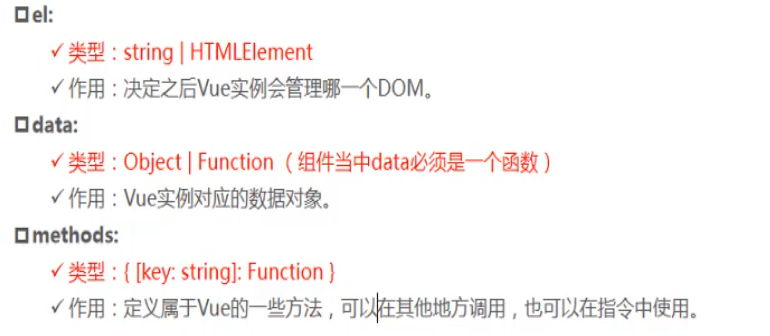 el:
✓类型：string | HTMLElement
✓作用：决定之后Vue实例会管理哪一个DOM。
data:
✓类型：Object | Function （组件当中data必须是一个函数）
✓作用：Vue实例对应的数据对象。
methods:
✓类型：{ [key: string]: Function }
✓作用：定义属于Vue的一些方法，可以在其他地方调用，也可以在指令中使用。